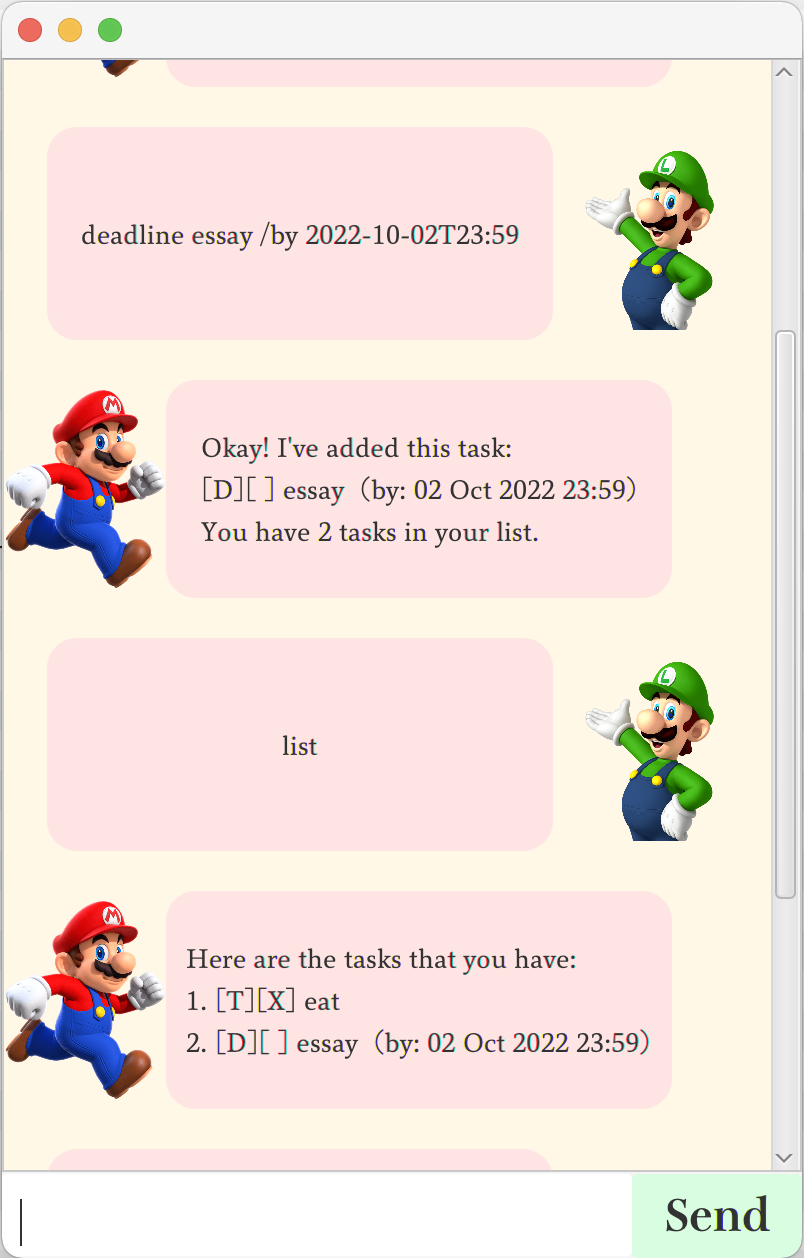 deadline essay /by 2022-10-02T23:59
L
M
Okay! I've added this task:
[D][ ] essay（by: 02 Oct 2022 23:59）
You have 2 tasks in your list.
list
L
M
Here are the tasks that you have:
1. [T][X] eat
2. [D][ ] essay（by: 02 Oct 2022 23:59）
Send